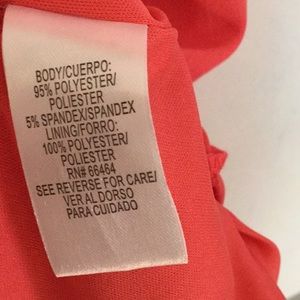 BODY/CUERPO:
95% POLYESTER/
POLIESTER
5% SPANDEX/SPANDEX
LINING/FORRO:
100% POLYESTER/
POLIESTER
RN# 66464
SEE REVERSE FOR CARE/
VER AL DORSO
PARA CUIDADO